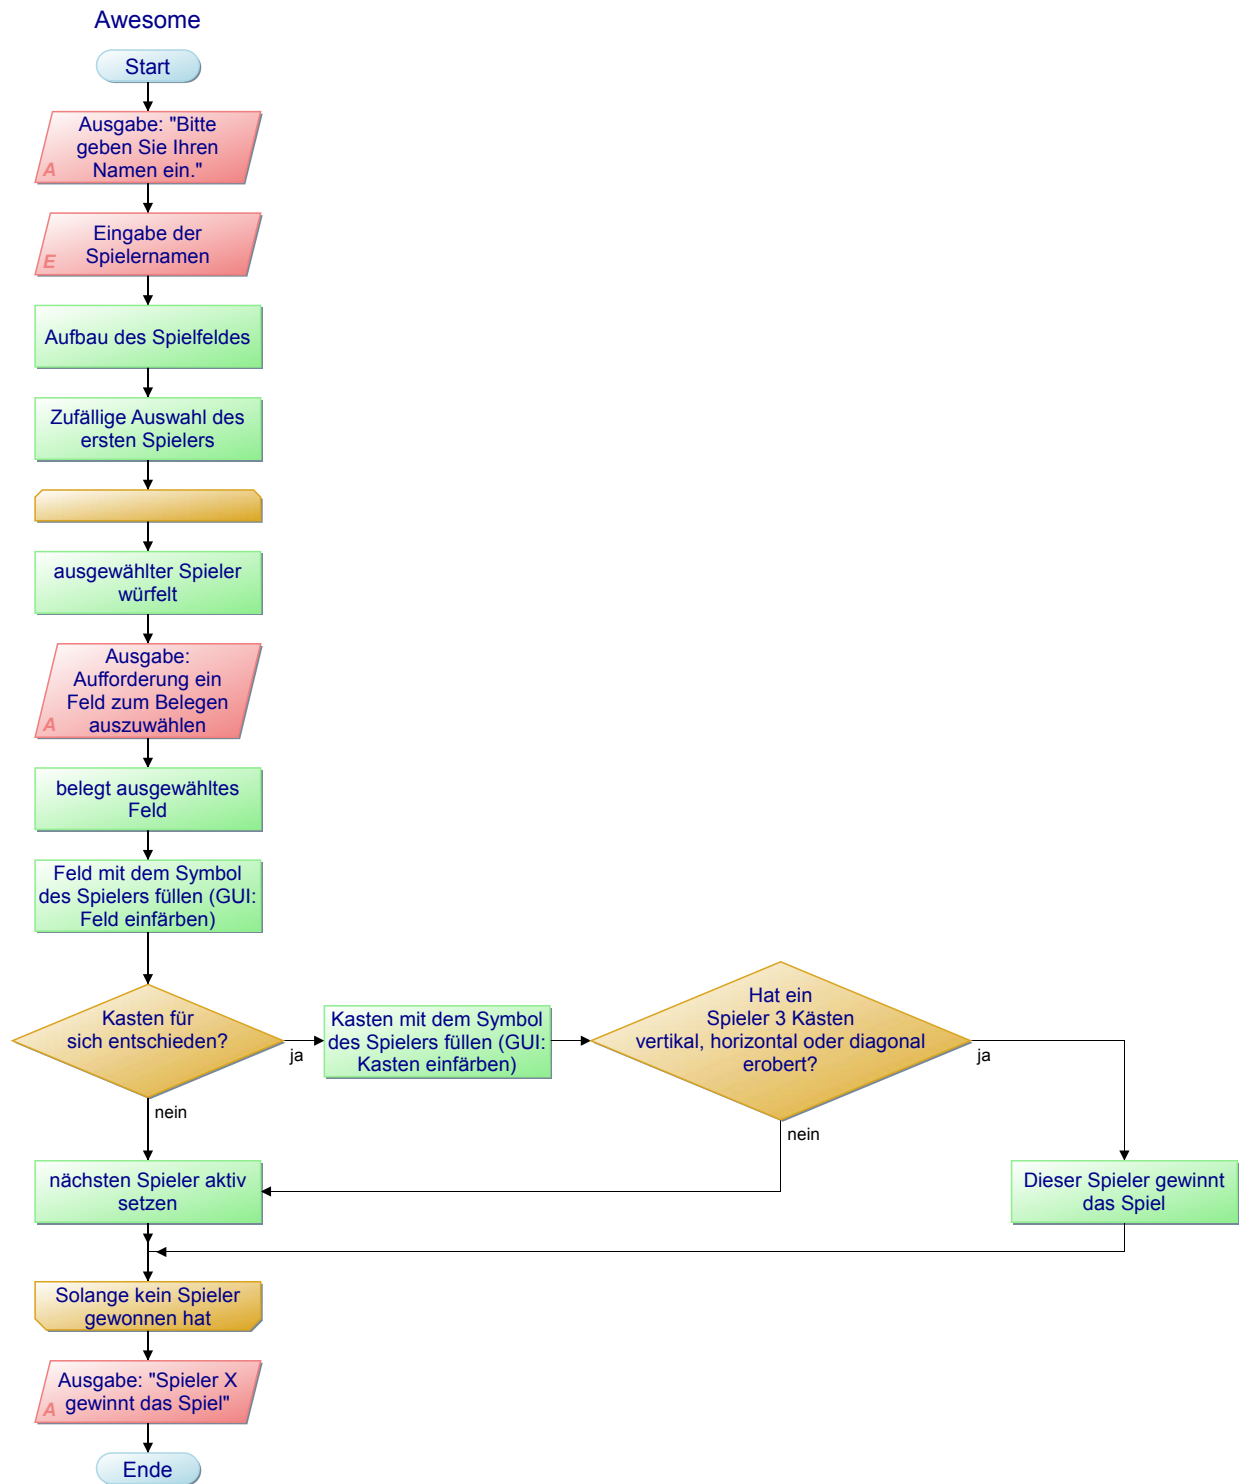 Awesome
Start
Ausgabe: "Bitte
geben Sie Ihren
Namen ein."
A
Eingabe der
Spielernamen
E
Aufbau des Spielfeldes
Zufällige Auswahl des
ersten Spielers
ausgewählter Spieler
würfelt
Ausgabe:
Aufforderung ein
Feld zum Belegen
auszuwählen
A
belegt ausgewähltes
Feld
Feld mit dem Symbol
des Spielers füllen (GUI:
Feld einfärben)
Kasten für
sich entschieden?
ja
nein
Kasten mit dem Symbol
des Spielers füllen (GUI:
Kasten einfärben)
Hat ein
Spieler 3 Kästen
vertikal, horizontal oder diagonal
erobert?
ja
nein
nächsten Spieler aktiv
setzen
Dieser Spieler gewinnt
das Spiel
Solange kein Spieler
gewonnen hat
Ausgabe: "Spieler X
gewinnt das Spiel"
A
Ende